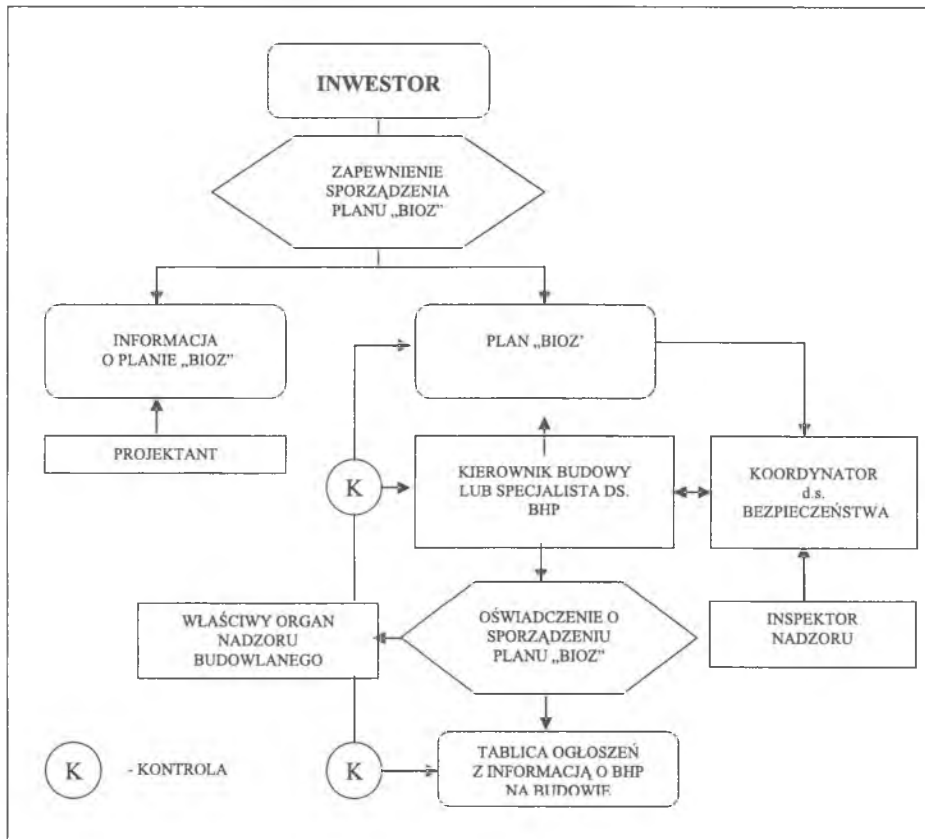 INWESTOR
ZAPEWNIENIE
SPORZĄDZENIA
PLANU „BIOZ”
INFORMACJA
O PLANIE „BIOZ”
PLAN „BIOZ’
PROJEKTANT
K
KIEROWNIK BUDOWY
LUB SPECJALISTA DS.
BHP
KOORDYNATOR
d.s.
BEZPIECZEŃSTWA
WŁAŚCIWY ORGAN
NADZORU
BUDOWLANEGO
OŚWIADCZENIE O
SPORZĄDZENIU
PLANU „BIOZ”
INSPEKTOR
NADZORU
K
- KONTROLA
K
TABLICA OGŁOSZEŃ
Z INFORMACJĄ O BHP
NA BUDOWIE